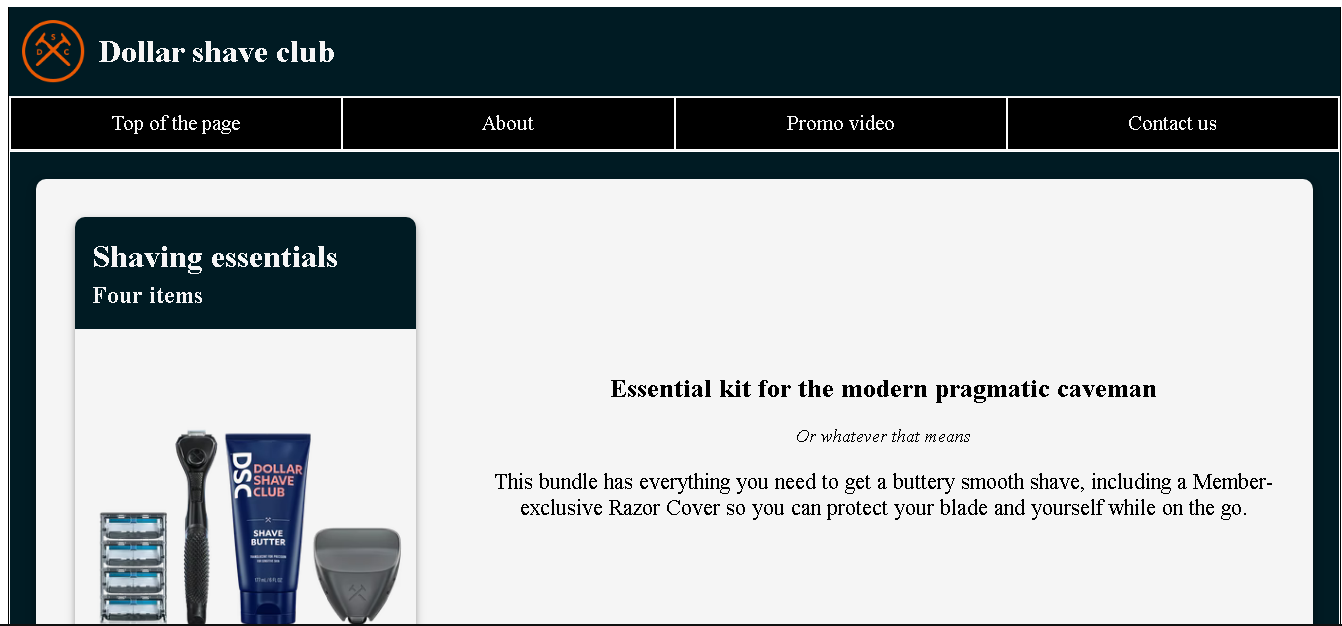 S
D C
Dollar shave club
Top of the page
About
Promo video
Contact us
Shaving essentials
Four items
Essential kit for the modern pragmatic caveman
Or whatever that means
This bundle has everything you need to get a buttery smooth shave, including a Member-
exclusive Razor Cover so you can protect your blade and yourself while on the go.
DSC
DOLLAR
SHAVE
CLUB
SHAVE
BUTTER